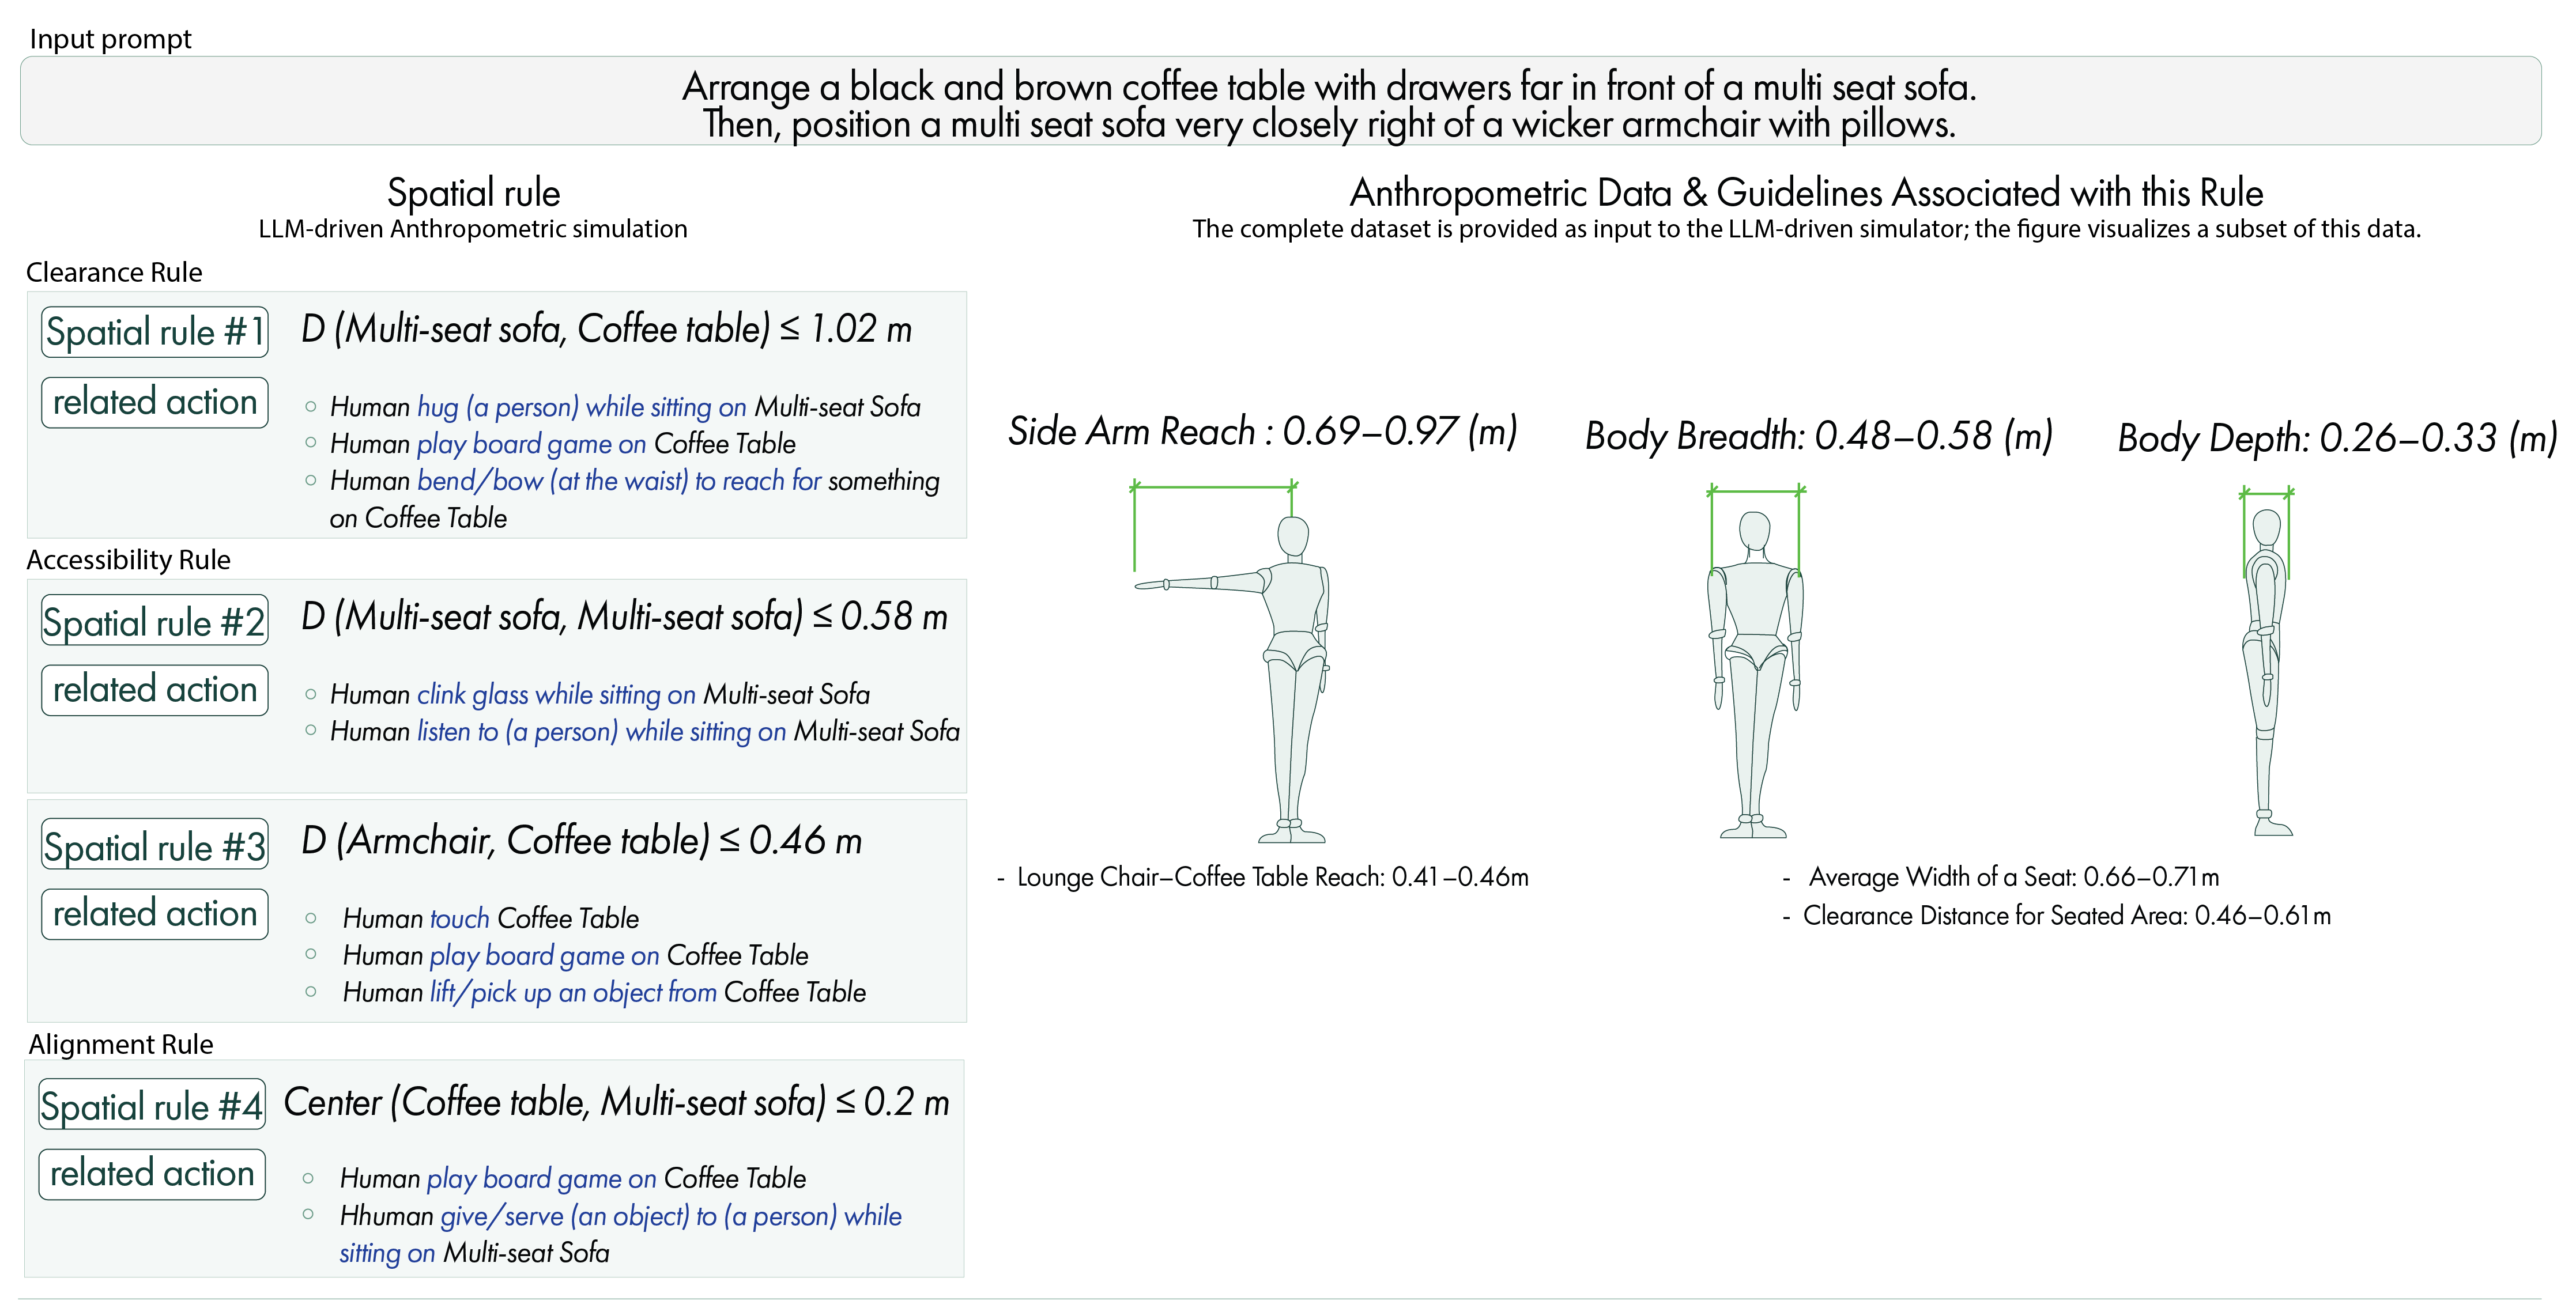 Input prompt
Arrange a black and brown coffee table with drawers far in front of a multi seat sofa.
Then, position a multi seat sofa very closely right of a wicker armchair with pillows.
Spatial rule
LLM-driven Anthropometric simulation
Anthropometric Data & Guidelines Associated with this Rule
The complete dataset is provided as input to the LLM-driven simulator; the figure visualizes a subset of this data.
Clearance Rule
Spatial rule #1
D (Multi-seat sofa, Coffee table) ≤ 1.02 m
related action
Human hug (a person) while sitting on Multi-seat Sofa
Human play board game on Coffee Table
Human bend/bow (at the waist) to reach for something
on Coffee Table
Accessibility Rule
Spatial rule #2
D (Multi-seat sofa, Multi-seat sofa) ≤ 0.58 m
related action
Human clink glass while sitting on Multi-seat Sofa
Human listen to (a person) while sitting on Multi-seat Sofa
Spatial rule #3
D (Armchair, Coffee table) ≤ 0.46 m
related action
Human touch Coffee Table
Human play board game on Coffee Table
Human lift/pick up an object from Coffee Table
Alignment Rule
Spatial rule #4
Center (Coffee table, Multi-seat sofa) ≤ 0.2 m
related action
Human play board game on Coffee Table
Hhuman give/serve (an object) to (a person) while
sitting on Multi-seat Sofa
Side Arm Reach : 0.69–0.97 (m)
Body Breadth: 0.48–0.58 (m)
Body Depth: 0.26–0.33 (m)
- Lounge Chair–Coffee Table Reach: 0.41–0.46m
- Average Width of a Seat: 0.66–0.71m
- Clearance Distance for Seated Area: 0.46–0.61m